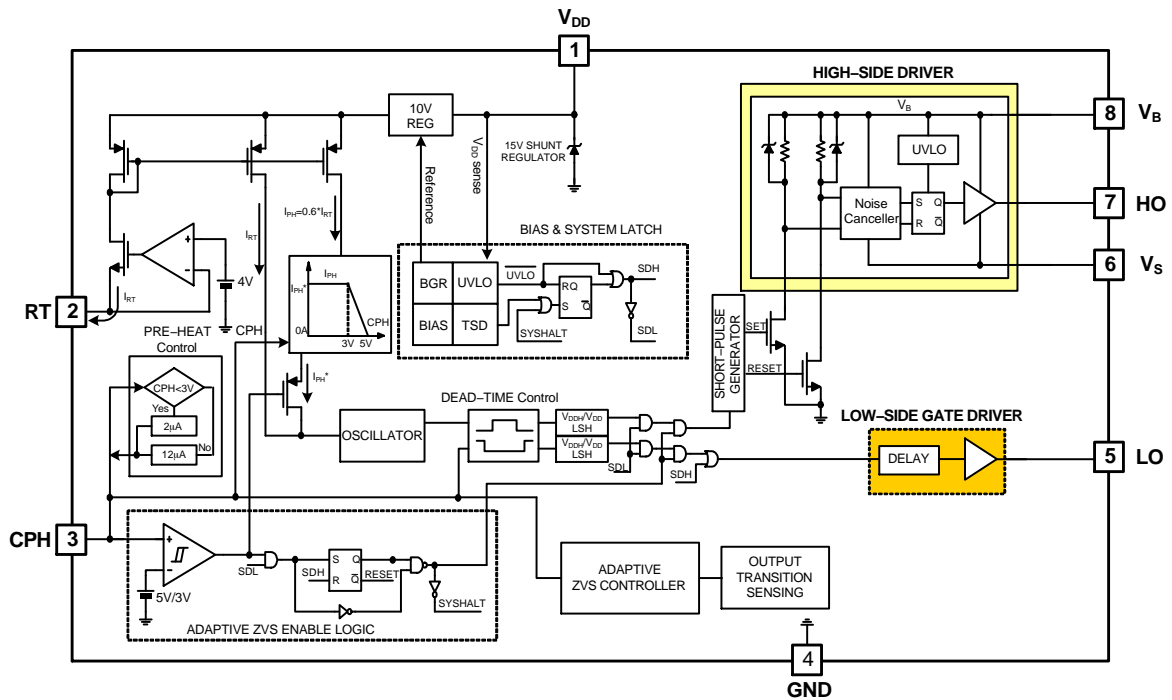 VDD
1
HIGH–SIDE DRIVER
VB
8
VB
10V
REG
15V SHUNT
REGULATOR
UVLO
Reference
VDD sense
Noise
Canceller
S
Q
R
Q
7
HO
IPH=0.6*IRT
IRT
BIAS & SYSTEM LATCH
6
VS
4V
IPH
IPH*
0A
CPH
3V
5V
BGR
UVLO
BIAS
TSD
UVLO
RQ
S
Q
SDH
SYSHALT
SDL
RT
2
IRT
CPH
PRE–HEAT
Control
CPH<3V
Yes
2μA
No
12μA
IPH*
SHORT–PULSE
GENERATOR
SET
RESET
DEAD–TIME Control
OSCILLATOR
VDDH/VDD
LSH
VDDH/VDD
LSH
SDL
SDH
LOW–SIDE GATE DRIVER
DELAY
5
LO
CPH
3
+
–
5V/3V
SDL
SDH
S
Q
R
Q
RESET
SYSHALT
ADAPTIVE ZVS ENABLE LOGIC
ADAPTIVE
ZVS CONTROLLER
OUTPUT
TRANSITION
SENSING
4
GND